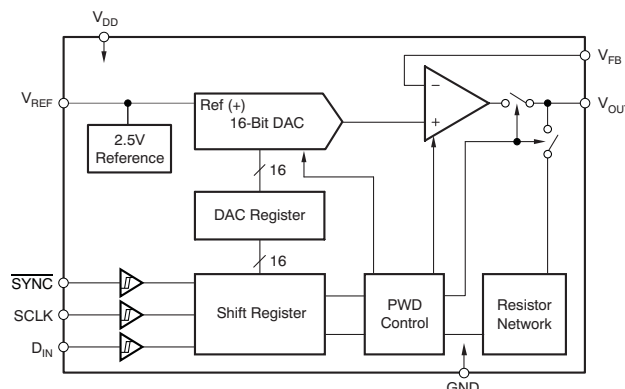 VDD
VFB
VREF
Ref (+)
16-Bit DAC
−
+
VOUT
2.5V
Reference
16
DAC Register
16
SYNC
SCLK
DIN
Shift Register
PWD
Control
Resistor
Network
GND